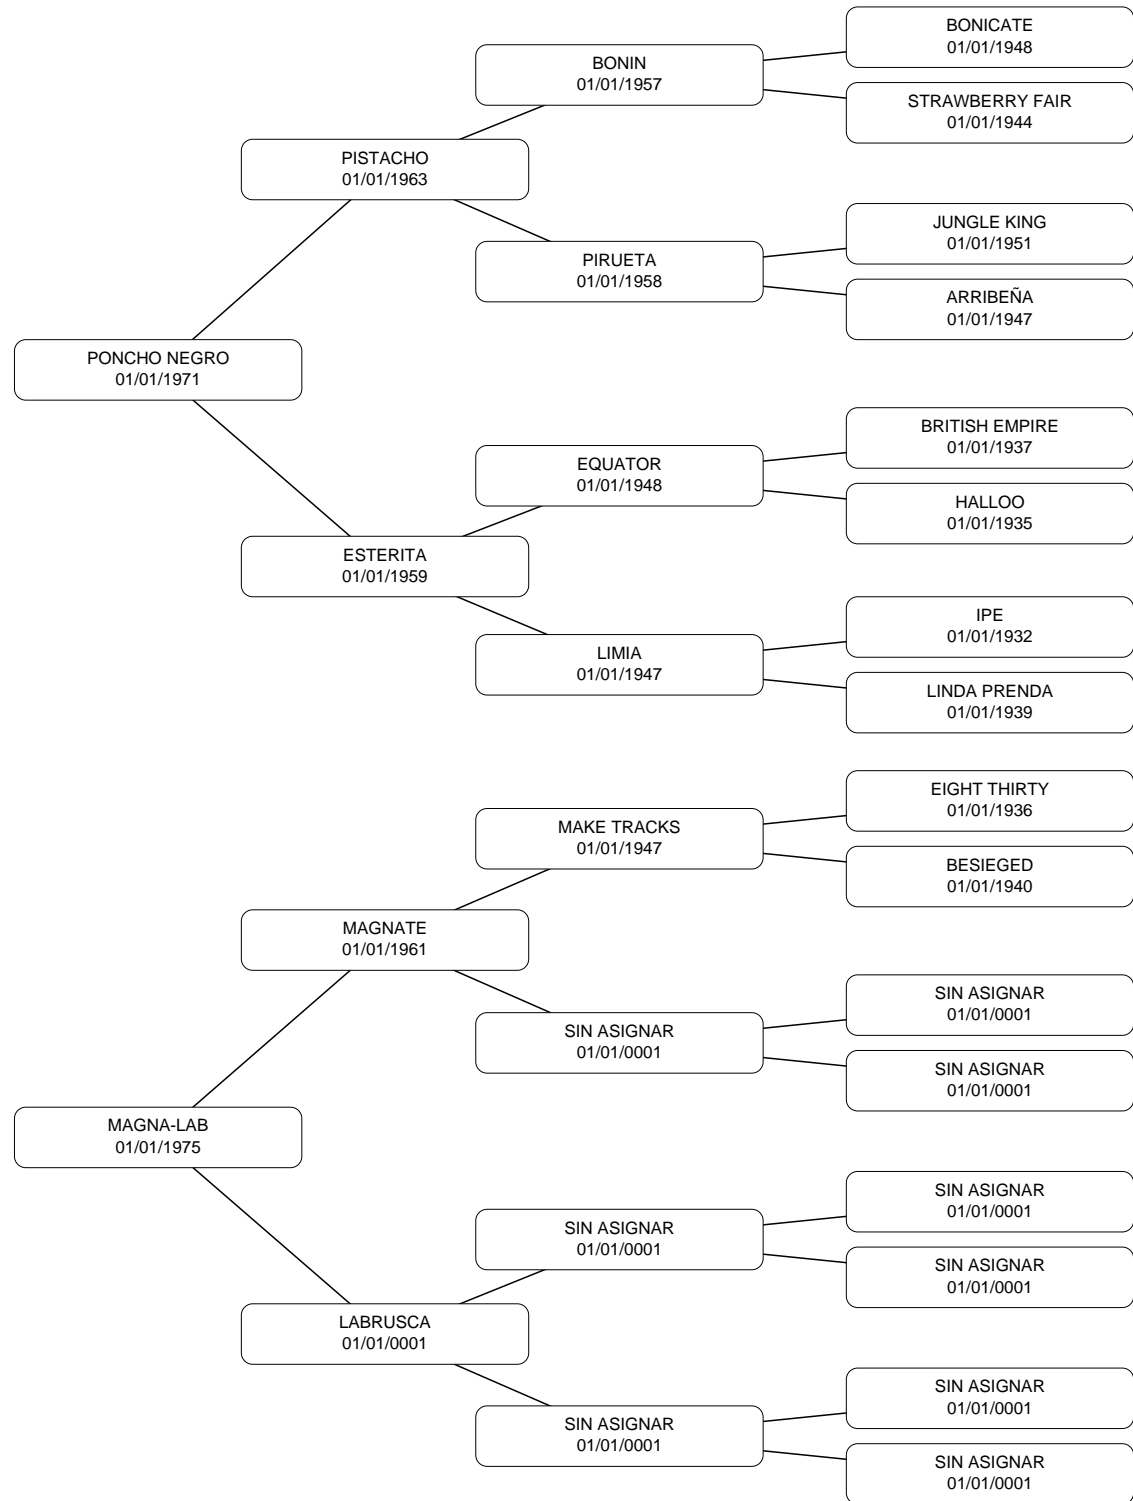 BONICATE
01/01/1948
BONIN
01/01/1957
STRAWBERRY FAIR
01/01/1944
PISTACHO
01/01/1963
JUNGLE KING
01/01/1951
PIRUETA
01/01/1958
ARRIBEÑA
01/01/1947
PONCHO NEGRO
01/01/1971
BRITISH EMPIRE
01/01/1937
EQUATOR
01/01/1948
HALLOO
01/01/1935
ESTERITA
01/01/1959
IPE
01/01/1932
LIMIA
01/01/1947
LINDA PRENDA
01/01/1939
EIGHT THIRTY
01/01/1936
MAKE TRACKS
01/01/1947
BESIEGED
01/01/1940
MAGNATE
01/01/1961
SIN ASIGNAR
01/01/0001
SIN ASIGNAR
01/01/0001
SIN ASIGNAR
01/01/0001
MAGNA-LAB
01/01/1975
SIN ASIGNAR
01/01/0001
SIN ASIGNAR
01/01/0001
SIN ASIGNAR
01/01/0001
LABRUSCA
01/01/0001
SIN ASIGNAR
01/01/0001
SIN ASIGNAR
01/01/0001
SIN ASIGNAR
01/01/0001